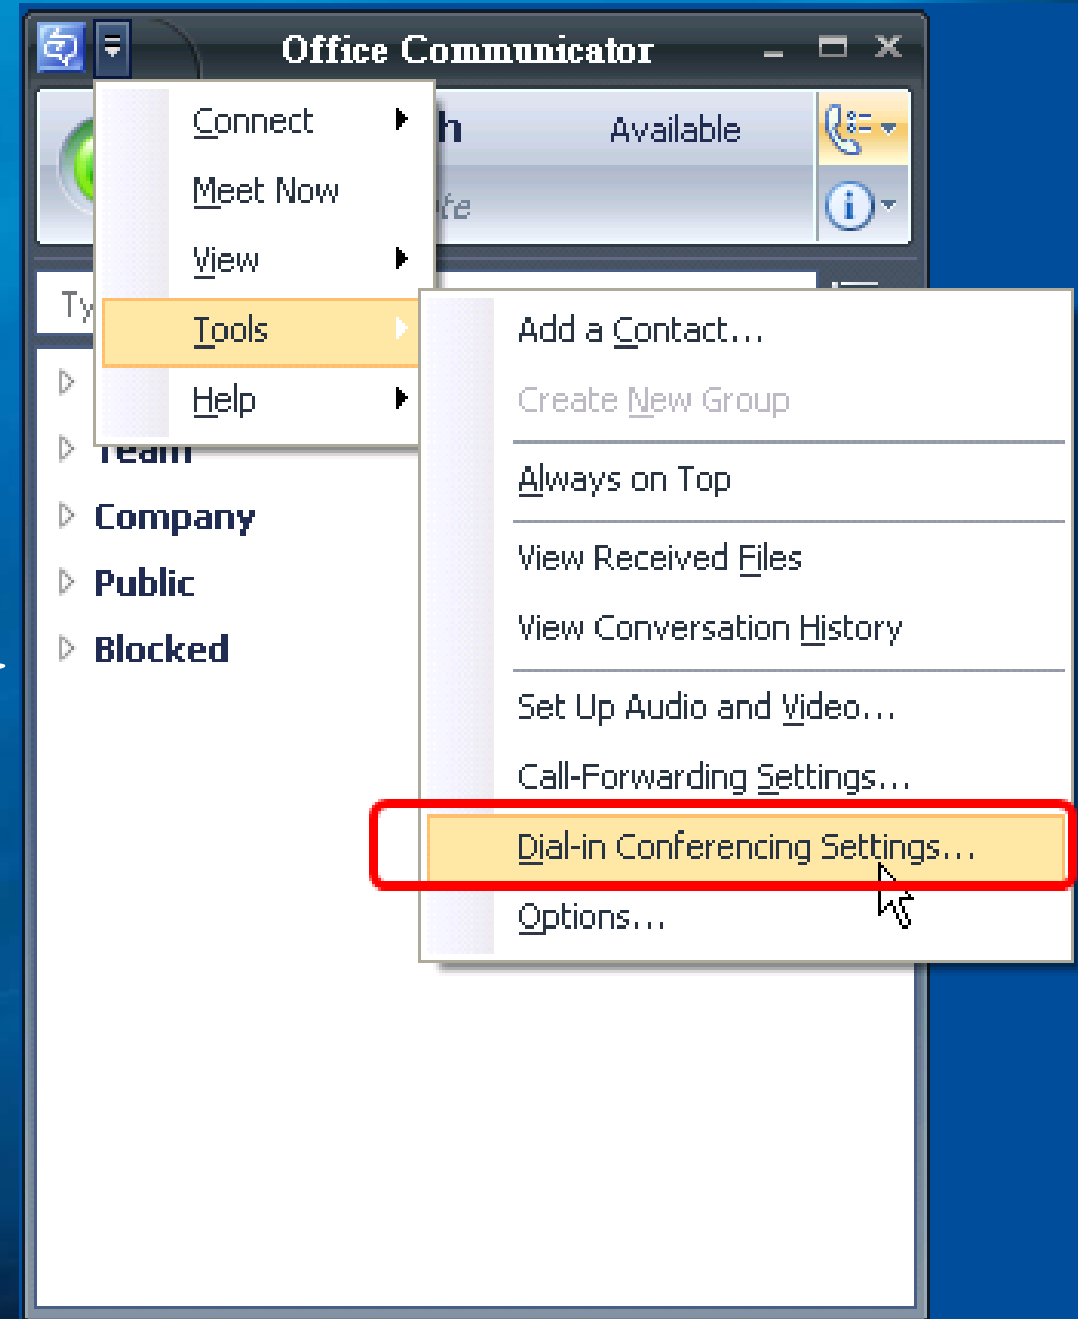 Office Communicator
Connect
Available
Meet Now
View
Tools
Help
Add a Contact...
Create New Group
Always on Top
View Received Files
View Conversation History
Set Up Audio and Video...
Call-Forwarding Settings...
Dial-in Conferencing Settings...
Options...
Team
Company
Public
Blocked